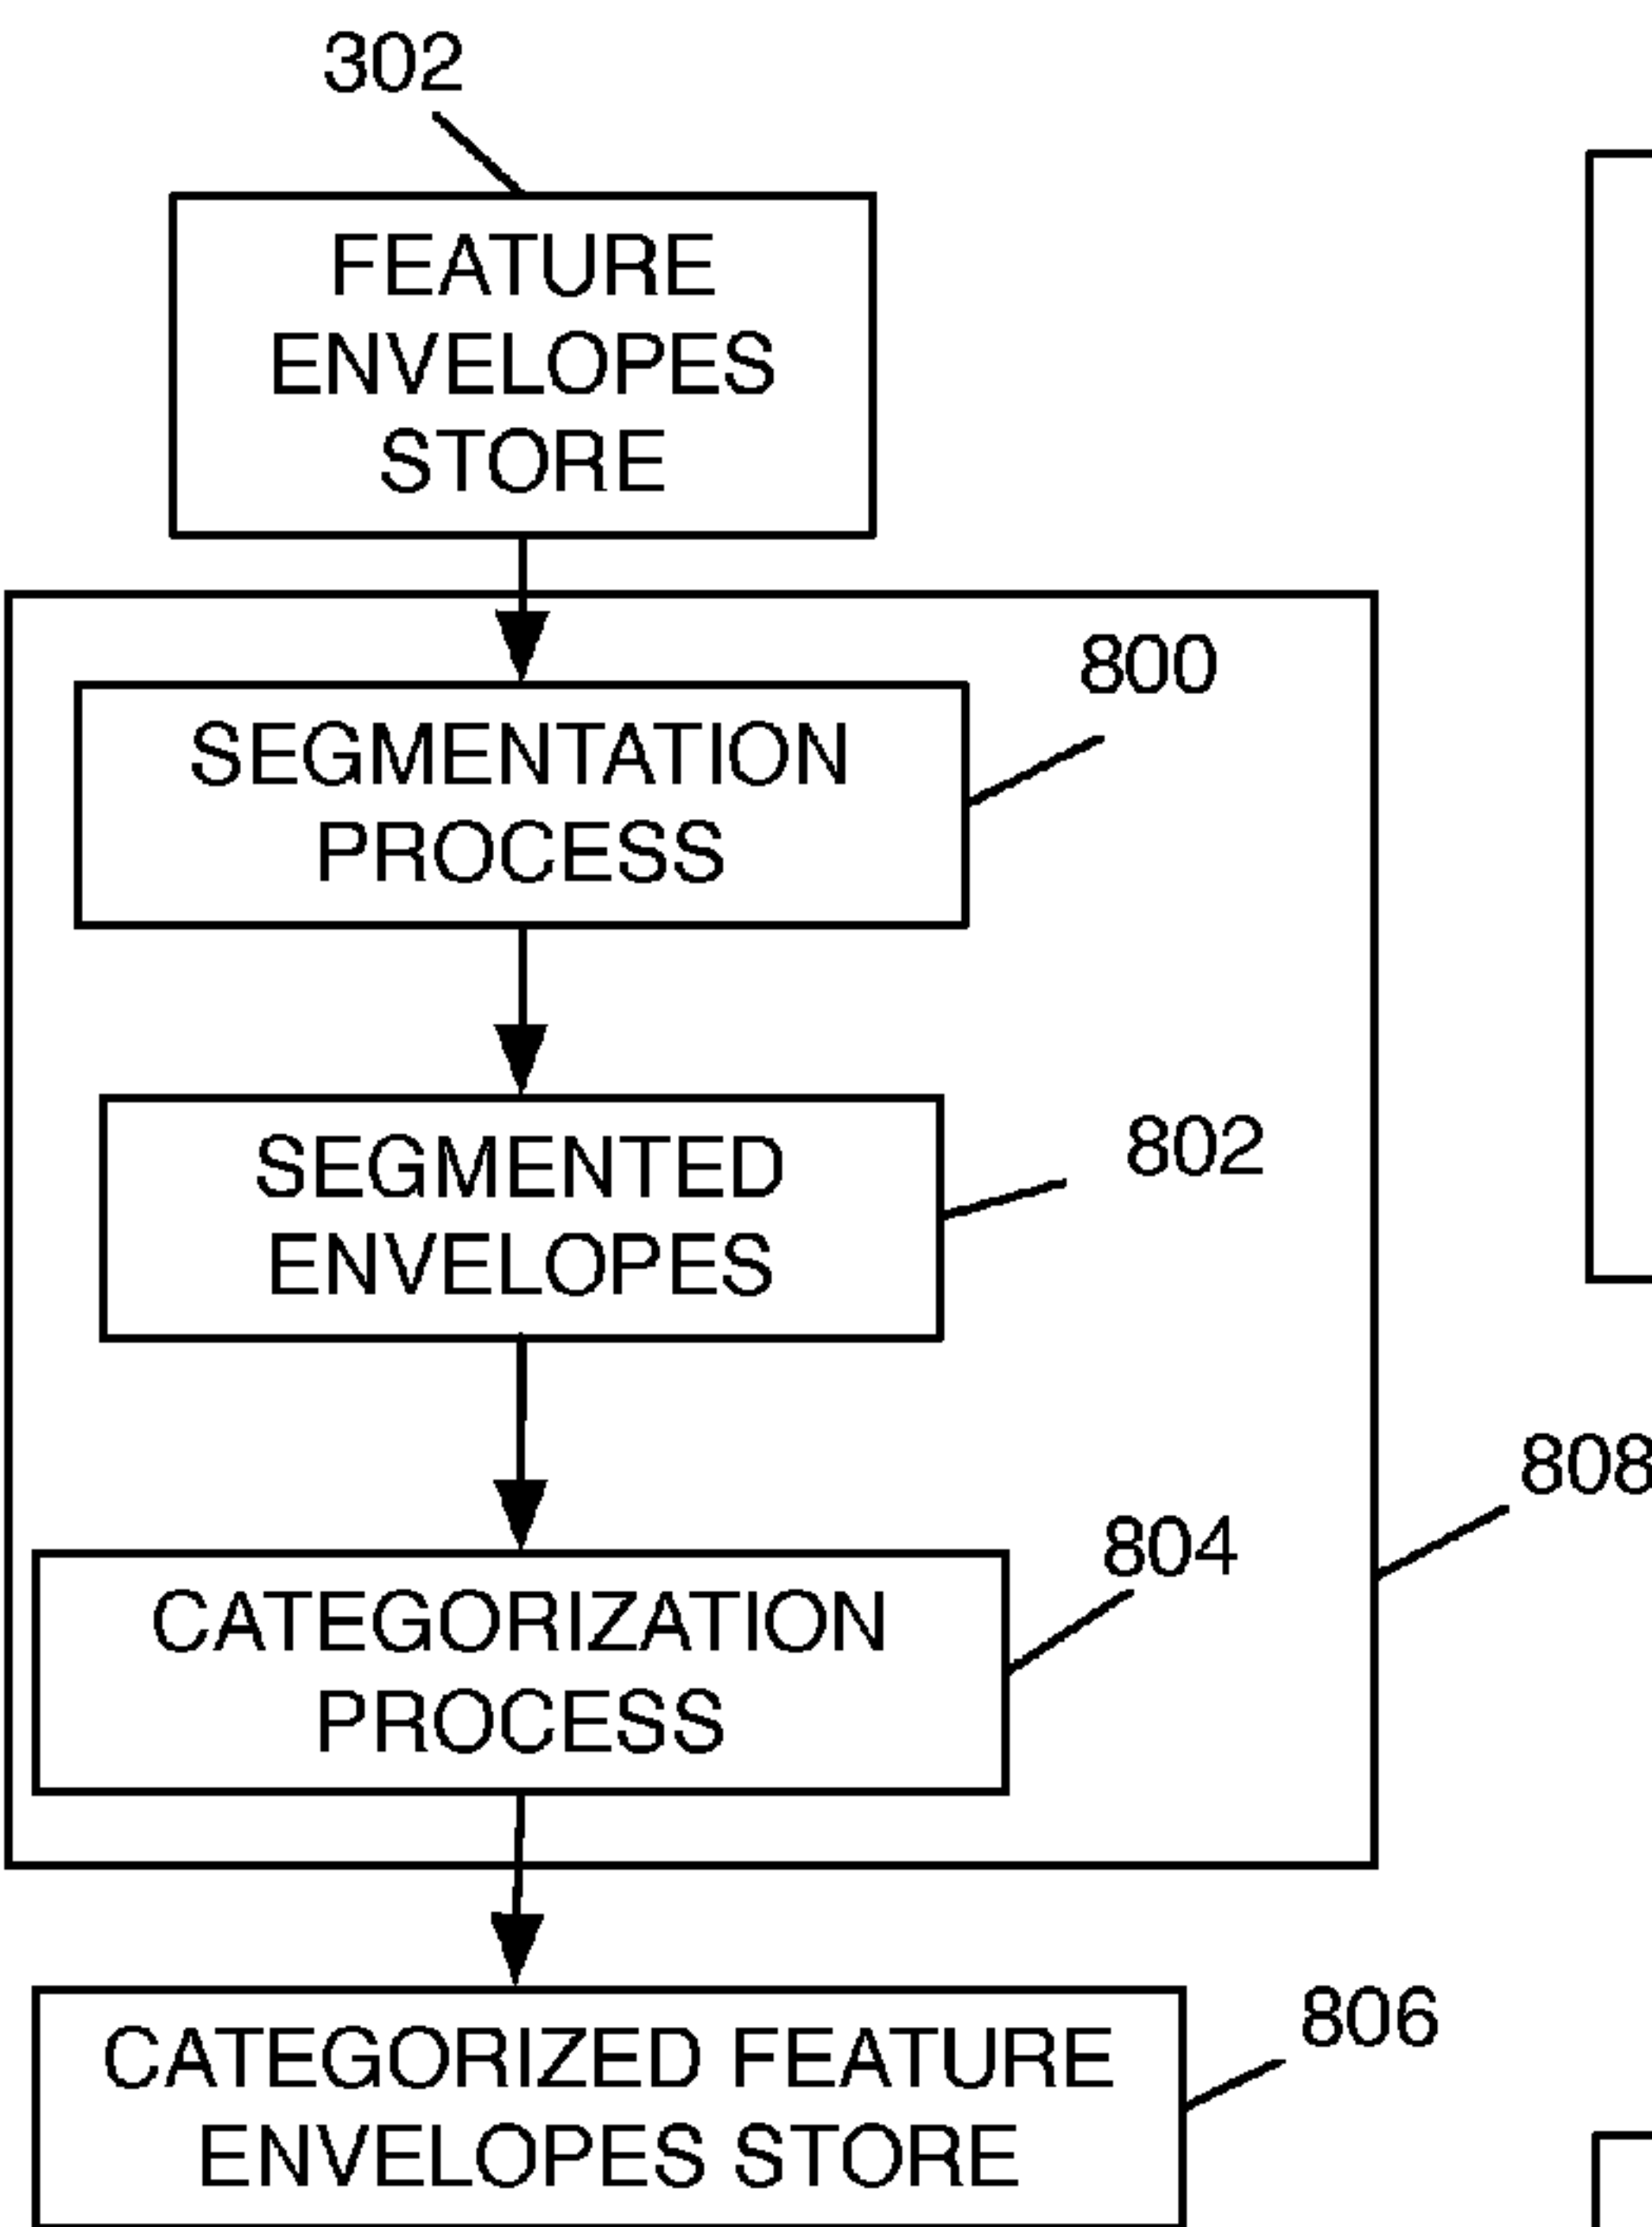 302
FEATURE
ENVELOPES
STORE
800
SEGMENTATION
PROCESS
802
SEGMENTED
ENVELOPES
808
804
CATEGORIZATION
PROCESS
806
CATEGORIZED FEATURE
ENVELOPES STORE